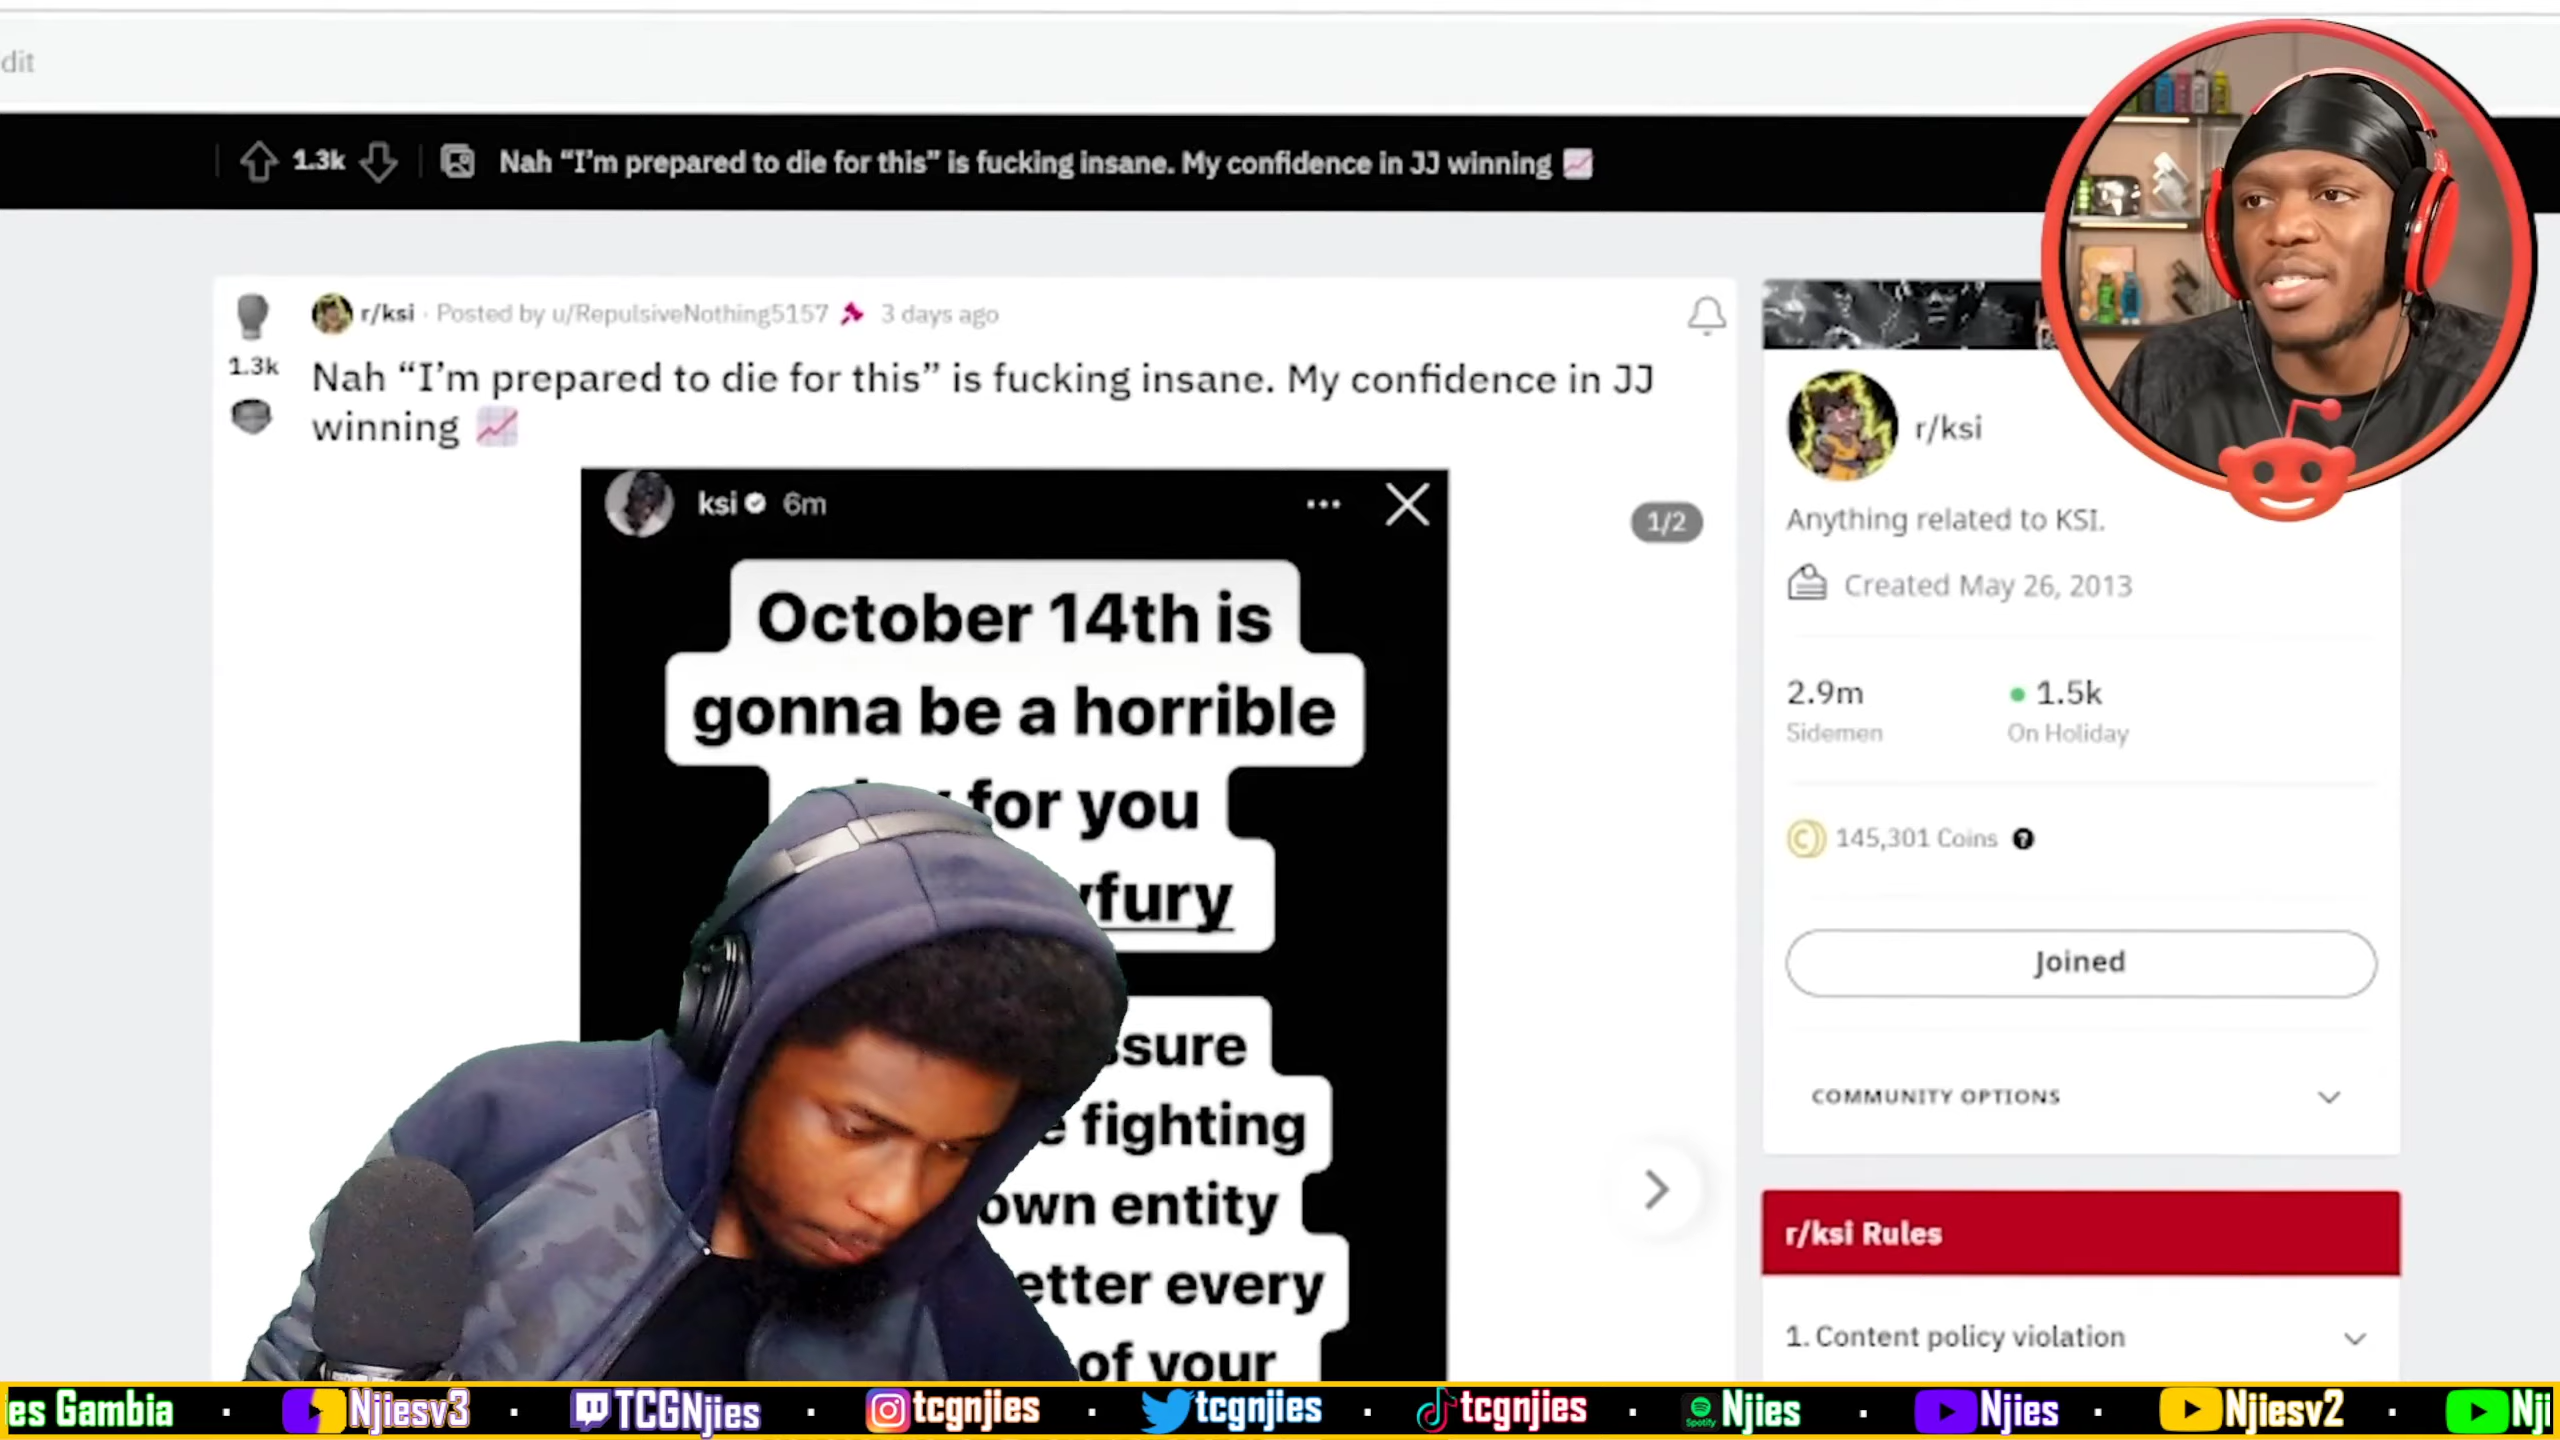 dit
1.3k Nah “I’m prepared to die for this” is fucking insane. My confidence in JJ winning 📈
r/ksi · Posted by u/RepulsiveNothing5157 3 days ago
1.3k
Nah “I’m prepared to die for this” is fucking insane. My confidence in JJ
winning 📈
ksi 6m
1/2
October 14th is
gonna be a horrible
for you
fury
ssure
fighting
own entity
etter every
of your
r/ksi
Anything related to KSI.
Created May 26, 2013
2.9m
Sidemen
1.5k
On Holiday
145,301 Coins
Joined
COMMUNITY OPTIONS
r/ksi Rules
1. Content policy violation
es Gambia · Njiesv3 · TCGNjies · tcgnjies · tcgnjies · tcgnjies · Spotify Njies · Njies · Njiesv2 · Nji